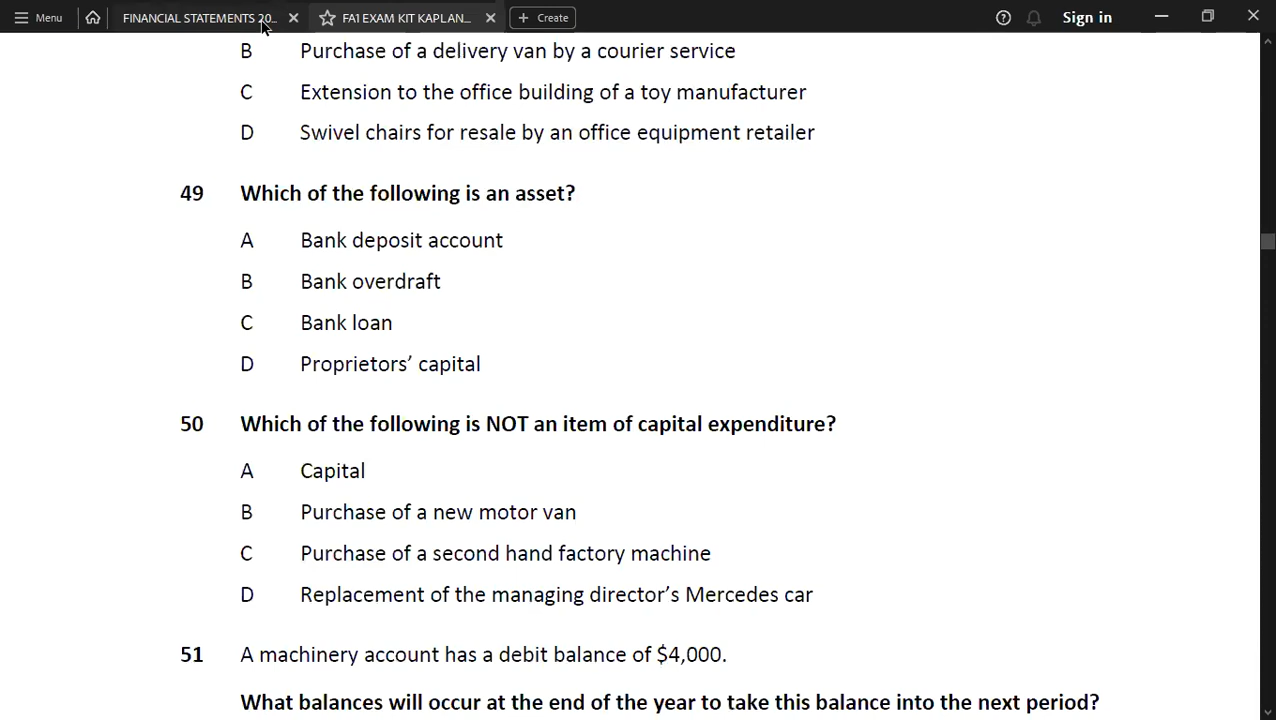 Menu FINANCIAL STATEMENTS 20... FA1 EXAM KIT KAPLAN... + Create Sign in
B Purchase of a delivery van by a courier service
C Extension to the office building of a toy manufacturer
D Swivel chairs for resale by an office equipment retailer
49 Which of the following is an asset?
A Bank deposit account
B Bank overdraft
C Bank loan
D Proprietors’ capital
50 Which of the following is NOT an item of capital expenditure?
A Capital
B Purchase of a new motor van
C Purchase of a second hand factory machine
D Replacement of the managing director’s Mercedes car
51 A machinery account has a debit balance of $4,000.
What balances will occur at the end of the year to take this balance into the next period?